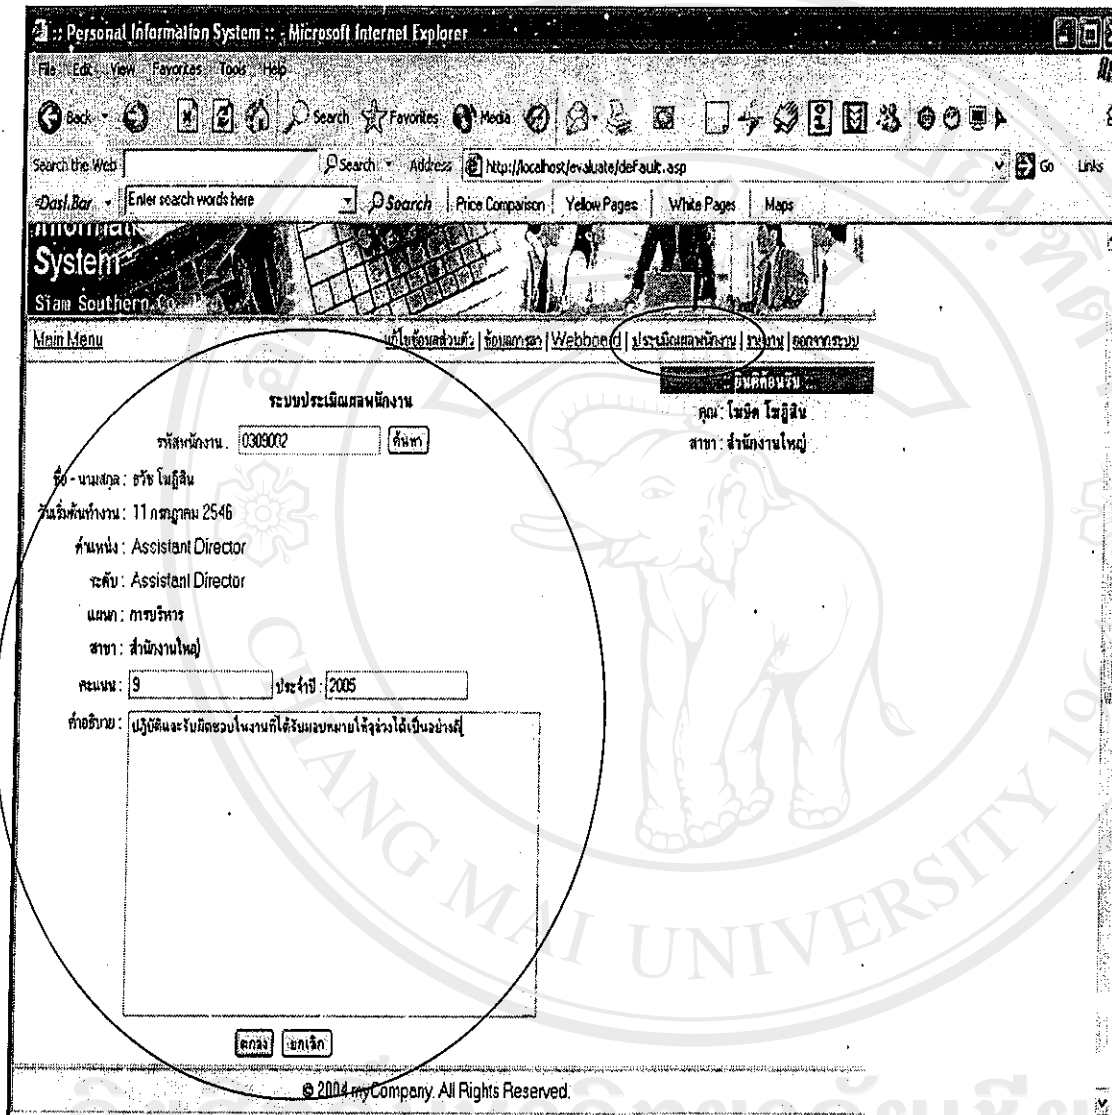 :: Personal Information System :: - Microsoft Internet Explorer
File Edit View Favorites Tools Help
Back Search Favorites Media
Search the Web Search Address http://localhost/evaluate/default.asp Go Links
Dash Bar Enter search words here Search Price Comparison Yellow Pages White Pages Maps
Information
System
Siam Southern Co.
Main Menu แก้ไขข้อมูลส่วนตัว | ข้อมูลการลา | Webboard | ประเมินผลพนักงาน | รายงาน | ออกจากระบบ
ยินดีต้อนรับ
ระบบประเมินผลพนักงาน
คุณ : โฆษิต โฆฏิสิน
รหัสพนักงาน : 0309002 ค้นหา
สาขา : สำนักงานใหญ่
ชื่อ - นามสกุล : ธวัช โฆฏิสิน
วันเริ่มต้นทำงาน : 11 กรกฎาคม 2546
ตำแหน่ง : Assistant Director
ระดับ : Assistant Director
แผนก : การบริหาร
สาขา : สำนักงานใหญ่
คะแนน : 9 ประจำปี : 2005
คำอธิบาย : ปฏิบัติและรับผิดชอบในงานที่ได้รับมอบหมายให้ลุล่วงได้เป็นอย่างดี
ตกลง ยกเลิก
© 2004 myCompany. All Rights Reserved.
CHIANG MAI UNIVERSITY